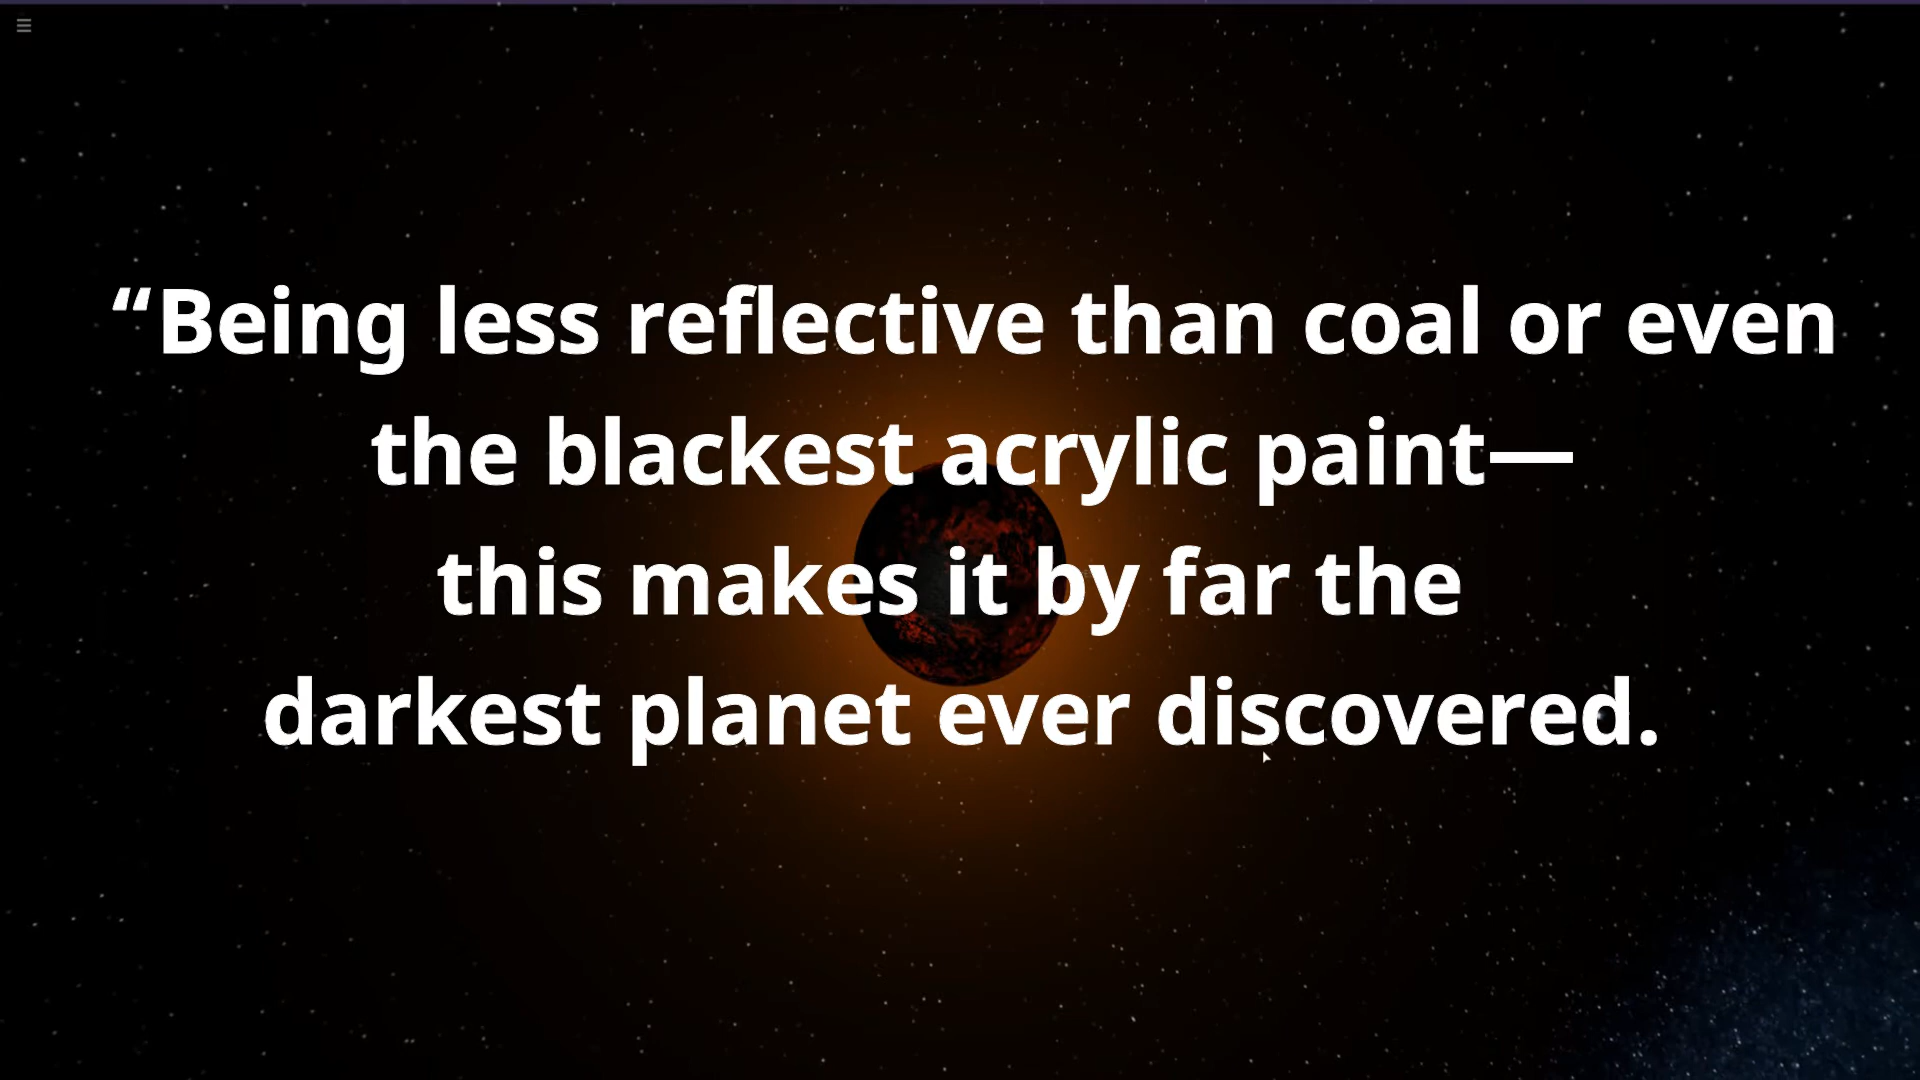 “Being less reflective than coal or even
the blackest acrylic paint—
this makes it by far the
darkest planet ever discovered.